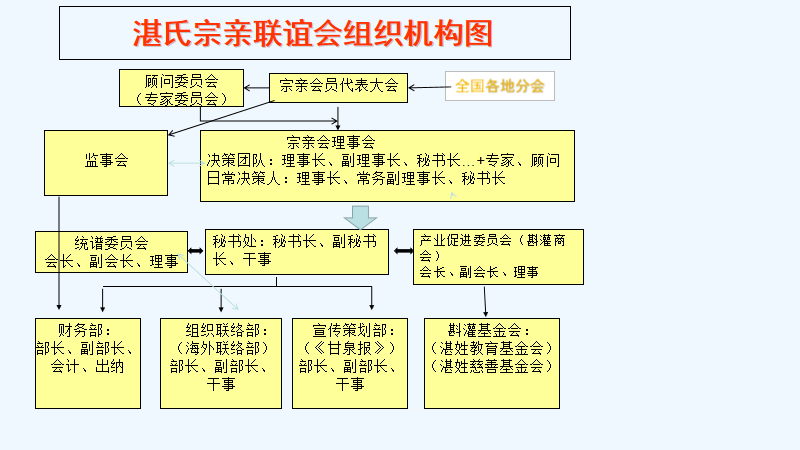 湛氏宗亲联谊会组织机构图
顾问委员会
（专家委员会）
宗亲会员代表大会
全国各地分会
监事会
宗亲会理事会
决策团队：理事长、副理事长、秘书长…+专家、顾问
日常决策人：理事长、常务副理事长、秘书长
统谱委员会
会长、副会长、理事
秘书处：秘书长、副秘书
长、干事
产业促进委员会（斟灌商
会）
会长、副会长、理事
财务部：
部长、副部长、
会计、出纳
组织联络部：
（海外联络部）
部长、副部长、
干事
宣传策划部：
（《甘泉报》）
部长、副部长、
干事
斟灌基金会：
（湛姓教育基金会）
（湛姓慈善基金会）